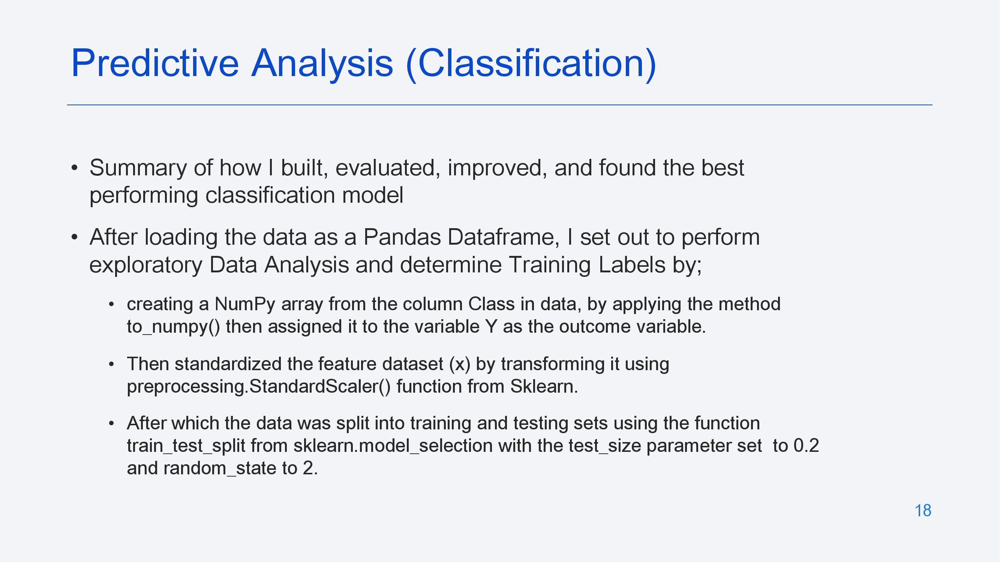 Predictive Analysis (Classification)
• Summary of how I built, evaluated, improved, and found the best
performing classification model
• After loading the data as a Pandas Dataframe, I set out to perform
exploratory Data Analysis and determine Training Labels by;
• creating a NumPy array from the column Class in data, by applying the method
to_numpy() then assigned it to the variable Y as the outcome variable.
• Then standardized the feature dataset (x) by transforming it using
preprocessing.StandardScaler() function from Sklearn.
• After which the data was split into training and testing sets using the function
train_test_split from sklearn.model_selection with the test_size parameter set  to 0.2
and random_state to 2.
18